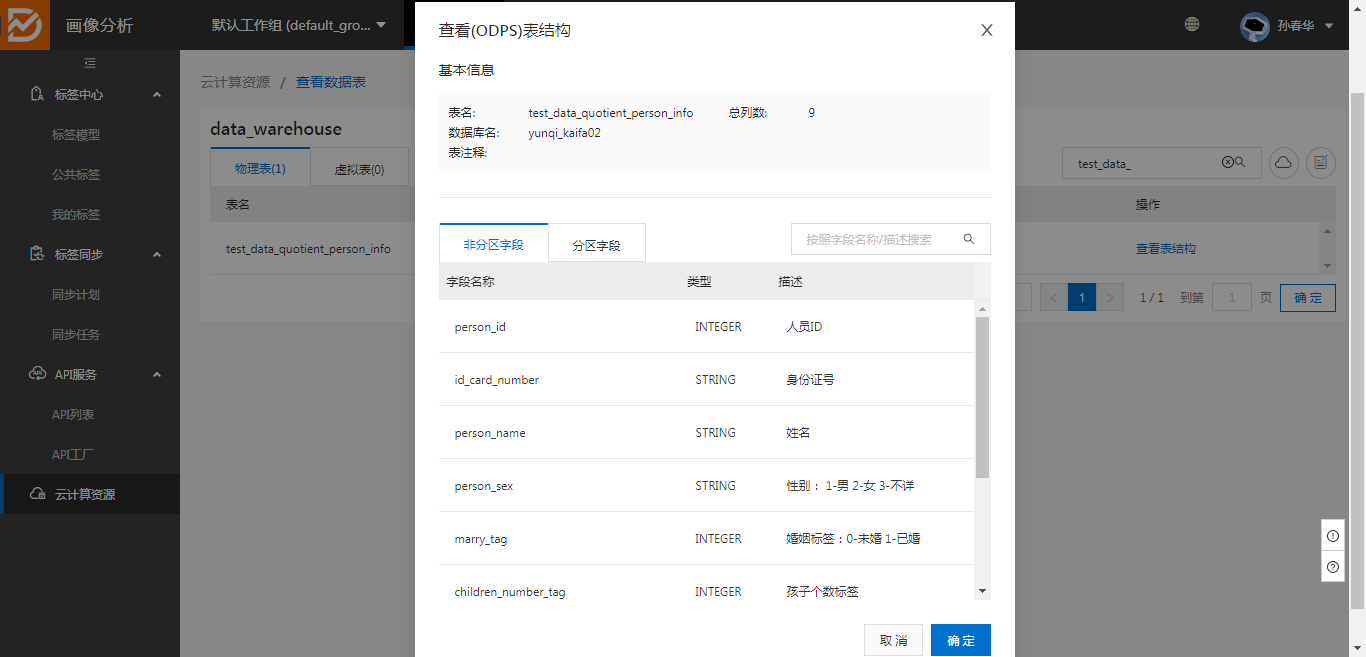 画像分析
默认工作组 (default_gro...
孙春华
标签中心
标签模型
公共标签
我的标签
标签同步
同步计划
同步任务
API服务
API列表
API工厂
云计算资源
云计算资源 / 查看数据表
data_warehouse
物理表(1)
虚拟表(0)
表名
test_data_quotient_person_info
查看(ODPS)表结构
基本信息
表名: test_data_quotient_person_info 总列数: 9
数据库名: yunqi_kaifa02
表注释:
非分区字段 分区字段 按照字段名称/描述搜索
字段名称 类型 描述
person_id INTEGER 人员ID
id_card_number STRING 身份证号
person_name STRING 姓名
person_sex STRING 性别： 1-男 2-女 3-不详
marry_tag INTEGER 婚姻标签：0-未婚 1-已婚
children_number_tag INTEGER 孩子个数标签
取 消 确 定
test_data_
操作
查看表结构
< 1 > 1 / 1 到第 1 页 确 定